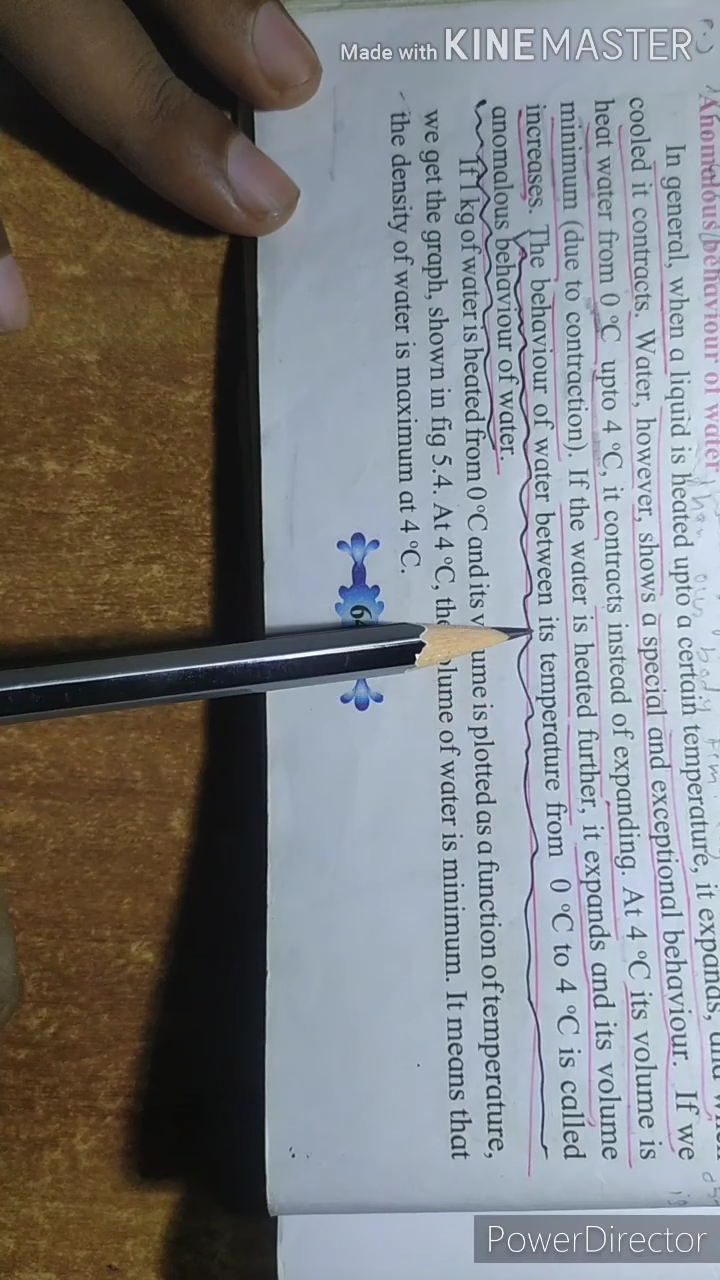 Made with KINEMASTER
Anomalous behaviour of water
In general, when a liquid is heated upto a certain temperature, it expands, and when
cooled it contracts. Water, however, shows a special and exceptional behaviour. If we
heat water from 0 °C upto 4 °C, it contracts instead of expanding. At 4 °C its volume is
minimum (due to contraction). If the water is heated further, it expands and its volume
increases. The behaviour of water between its temperature from 0 °C to 4 °C is called
anomalous behaviour of water.
If 1 kg of water is heated from 0 °C and its volume is plotted as a function of temperature,
we get the graph, shown in fig 5.4. At 4 °C, the volume of water is minimum. It means that
the density of water is maximum at 4 °C.
PowerDirector